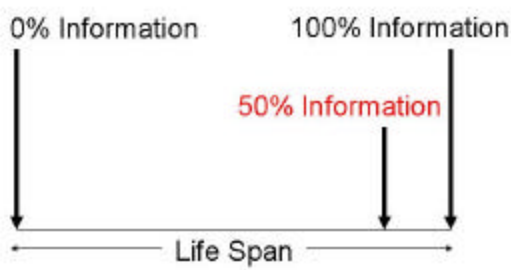 0% Information
100% Information
50% Information
Life Span